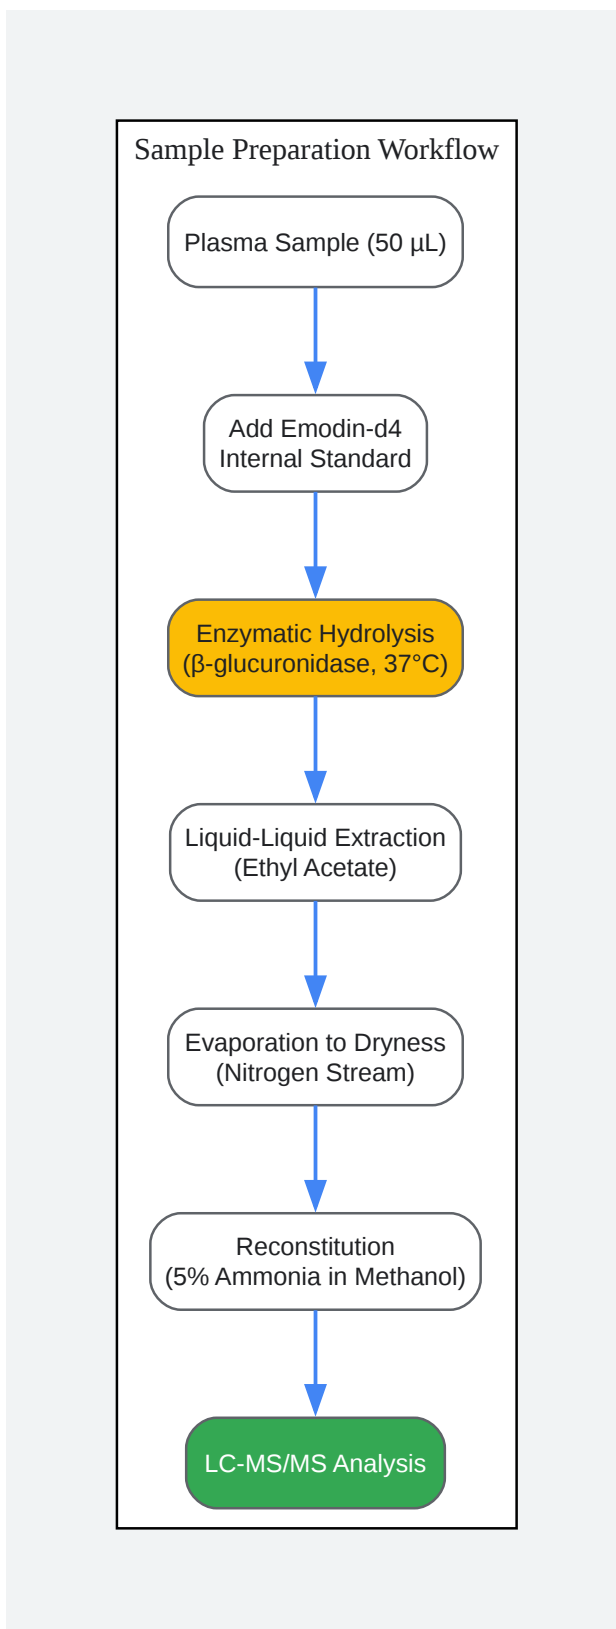 Sample Preparation Workflow
Plasma Sample (50 µL)
Add Emodin-d4
Internal Standard
Enzymatic Hydrolysis
(β-glucuronidase, 37°C)
Liquid-Liquid Extraction
(Ethyl Acetate)
Evaporation to Dryness
(Nitrogen Stream)
Reconstitution
(5% Ammonia in Methanol)
LC-MS/MS Analysis